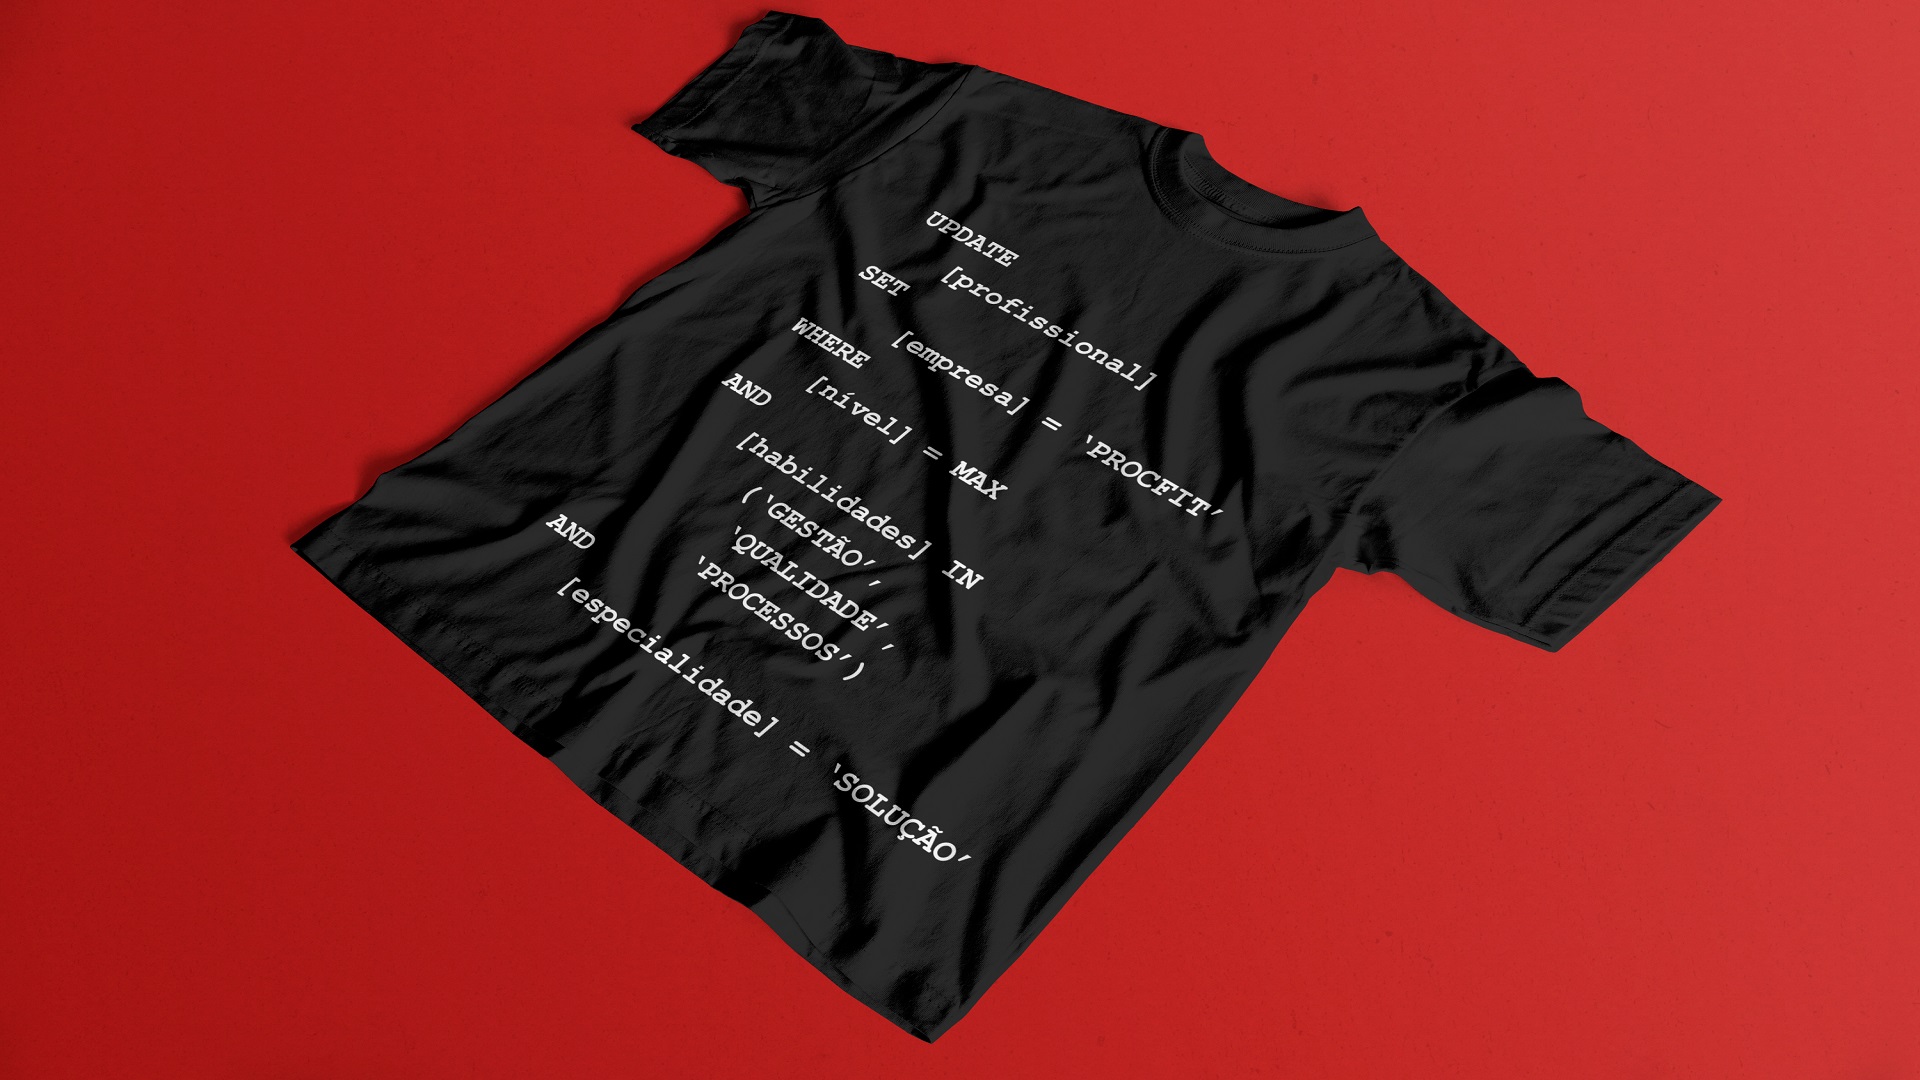 UPDATE
[profissional]
SET
[empresa] = ‘PROCFIT’
WHERE
[nível] = MAX
AND
[habilidades] IN
(‘GESTÃO’,
‘QUALIDADE’,
‘PROCESSOS’)
AND
[especialidade] = ‘SOLUÇÃO’